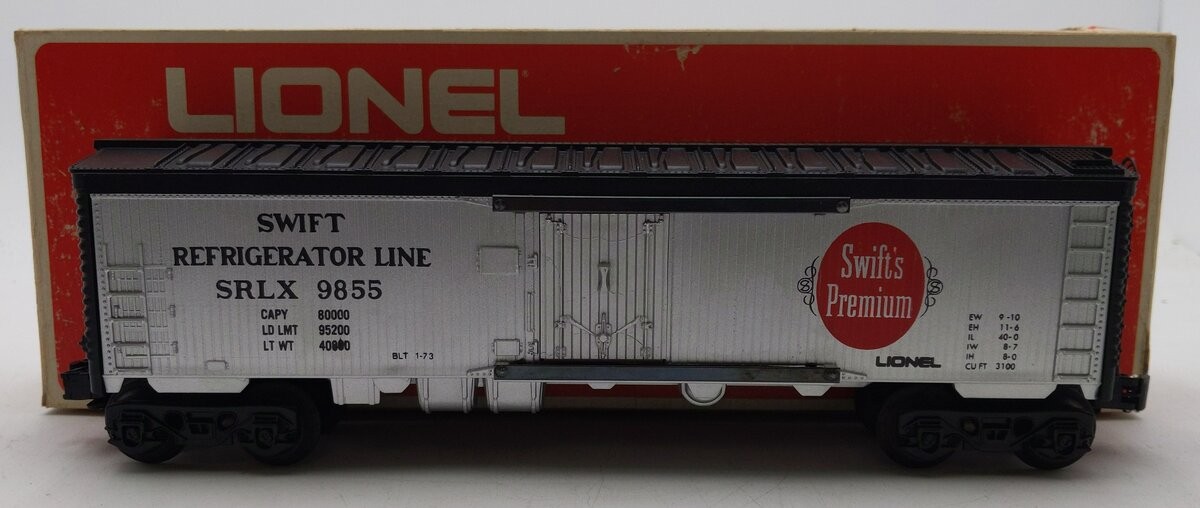 LIONEL
SWIFT
REFRIGERATOR LINE
SRLX 9855
CAPY 80000
LD LMT 95200
LT WT
BLT 1-73
Swift's
Premium
LIONEL
EW 9-10
EH 11-6
IL 40-0
IW 8-7
IH 8-0
CU FT 3100